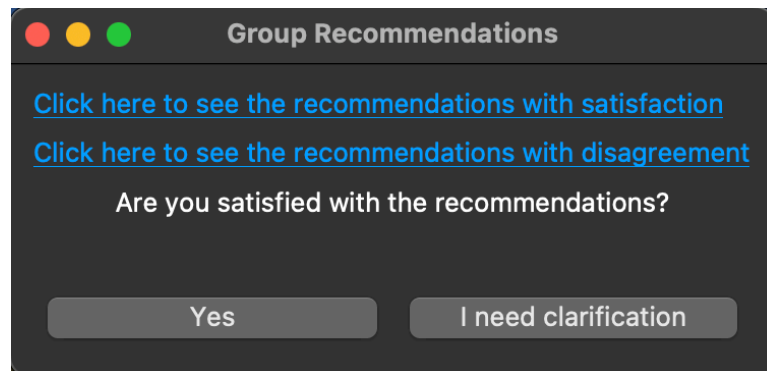 Group Recommendations
Click here to see the recommendations with satisfaction
Click here to see the recommendations with disagreement
Are you satisfied with the recommendations?
Yes
I need clarification